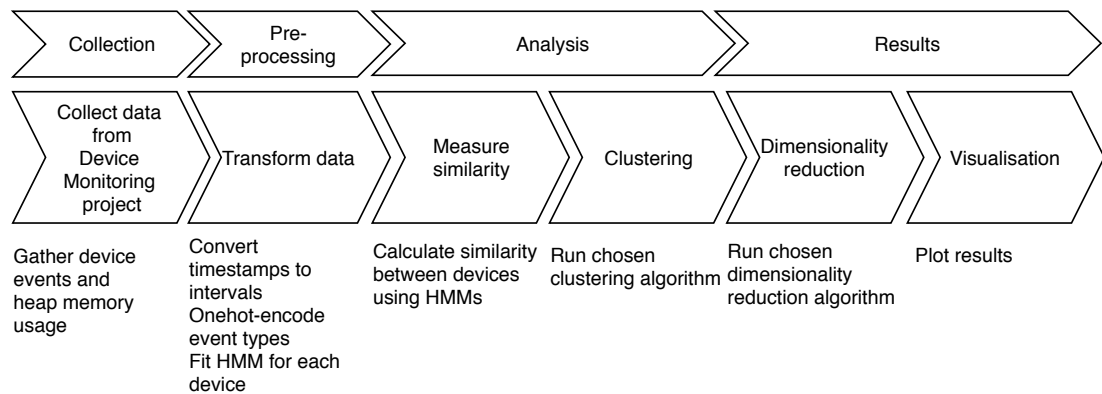 Collection
Pre-
processing
Analysis
Results
Collect data
from
Device
Monitoring
project
Transform data
Measure
similarity
Clustering
Dimensionality
reduction
Visualisation
Gather device
events and
heap memory
usage
Convert
timestamps to
intervals
Onehot-encode
event types
Fit HMM for each
device
Calculate similarity
between devices
using HMMs
Run chosen
clustering algorithm
Run chosen
dimensionality
reduction algorithm
Plot results